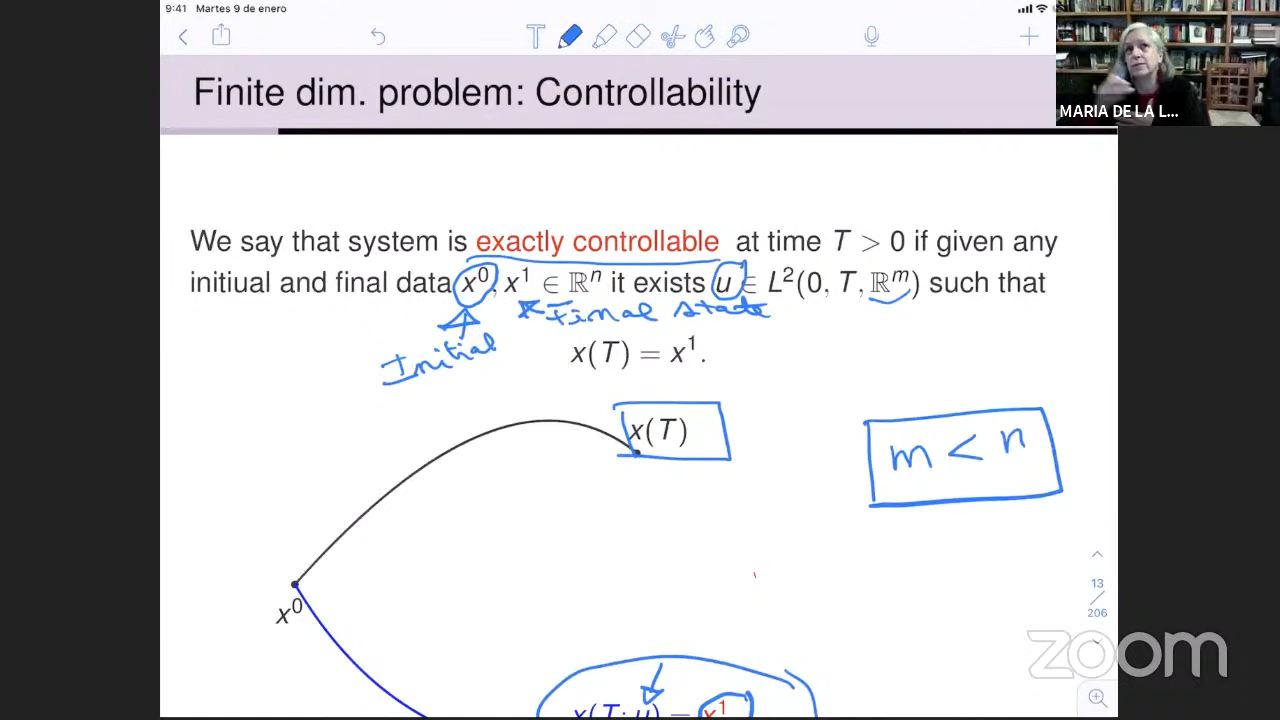 9:41 Martes 9 de enero
Finite dim. problem: Controllability
MARIA DE LA L...
We say that system is exactly controllable at time T > 0 if given any
initiual and final data x⁰, x¹ ∈ ℝⁿ it exists u ∈ L²(0, T, ℝᵐ) such that
Final state
Initial
x(T) = x¹.
x(T)
m < n
x⁰
13
206
zoom
x(T; u) = x¹